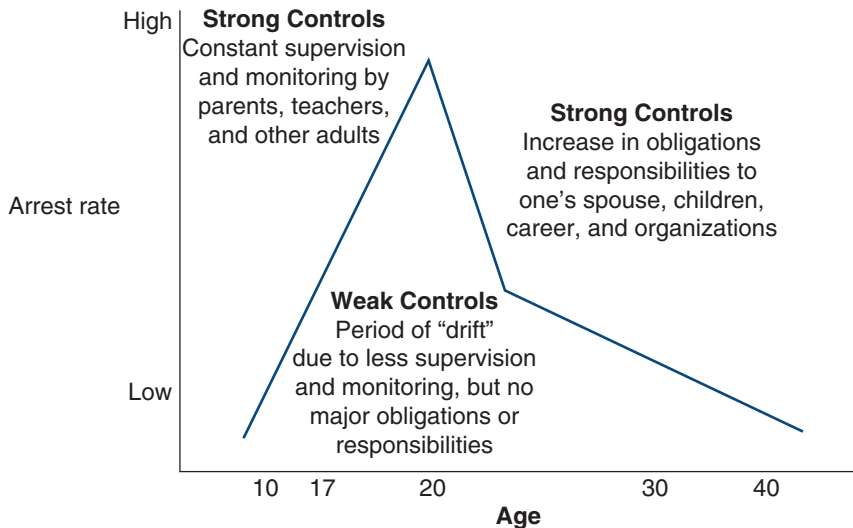 High
Strong Controls
Constant supervision
and monitoring by
parents, teachers,
and other adults
Strong Controls
Increase in obligations
and responsibilities to
one’s spouse, children,
career, and organizations
Arrest rate
Weak Controls
Period of “drift”
due to less supervision
and monitoring, but no
major obligations or
responsibilities
Low
10 17 20 30 40
Age